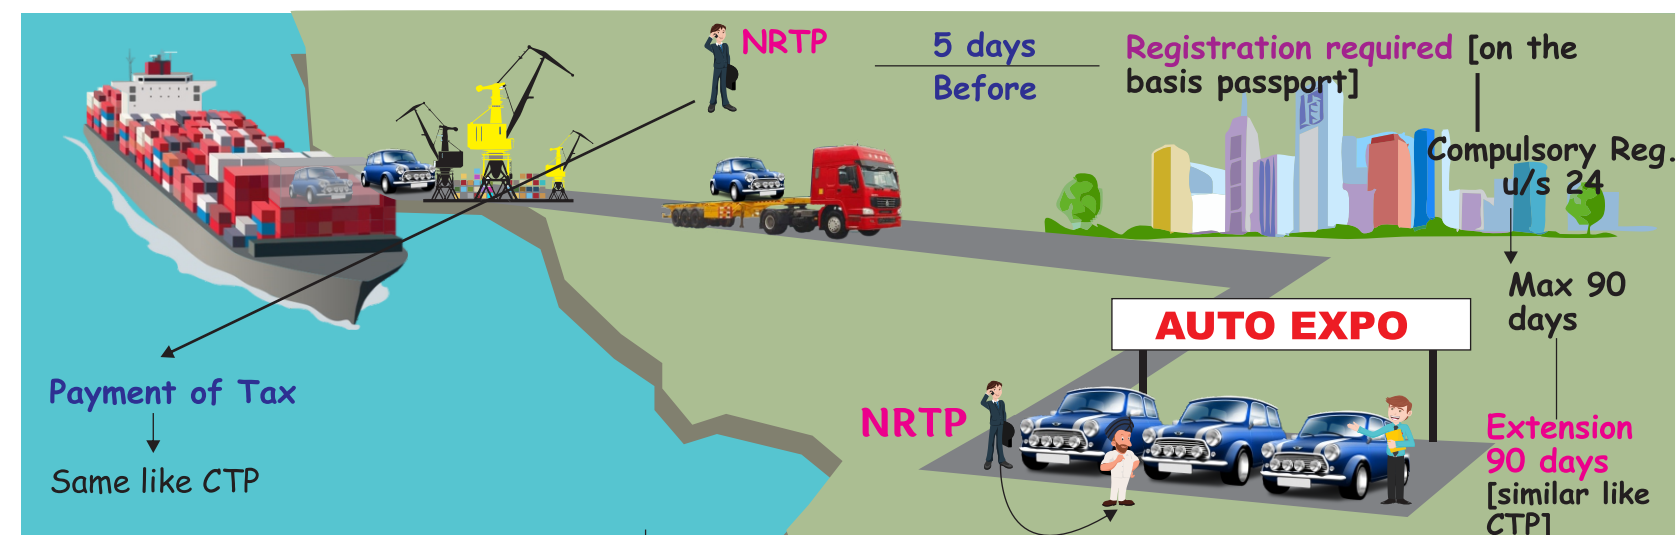 NRTP
5 days
Before
Registration required [on the
basis passport]
Compulsory Reg.
u/s 24
Max 90
days
Extension
90 days
[similar like
CTP]
AUTO EXPO
NRTP
Payment of Tax
Same like CTP